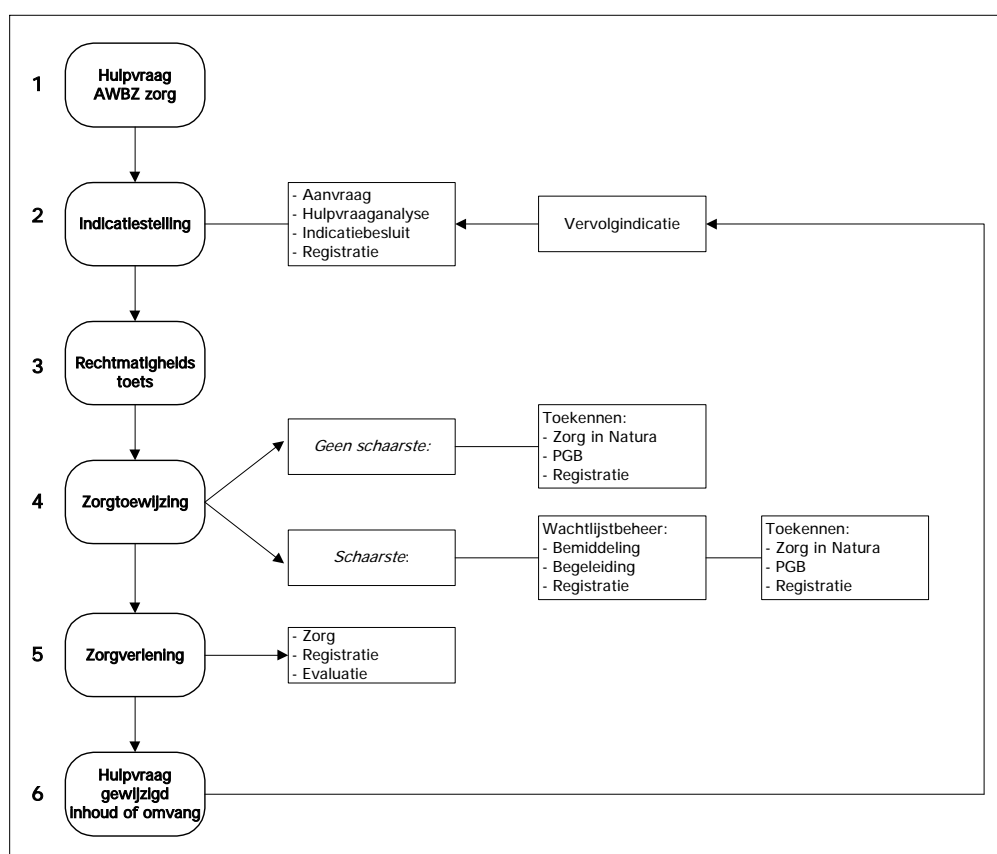 1
Hulpvraag
AWBZ zorg
2
Indicatiestelling
- Aanvraag
- Hulpvraaganalyse
- Indicatiebesluit
- Registratie
Vervolgindicatie
3
Rechtmatigheids
toets
4
Zorgtoewijzing
Geen schaarste:
Toekennen:
- Zorg in Natura
- PGB
- Registratie
Schaarste:
Wachtlijstbeheer:
- Bemiddeling
- Begeleiding
- Registratie
Toekennen:
- Zorg in Natura
- PGB
- Registratie
5
Zorgverlening
- Zorg
- Registratie
- Evaluatie
6
Hulpvraag
gewijzigd
inhoud of omvang